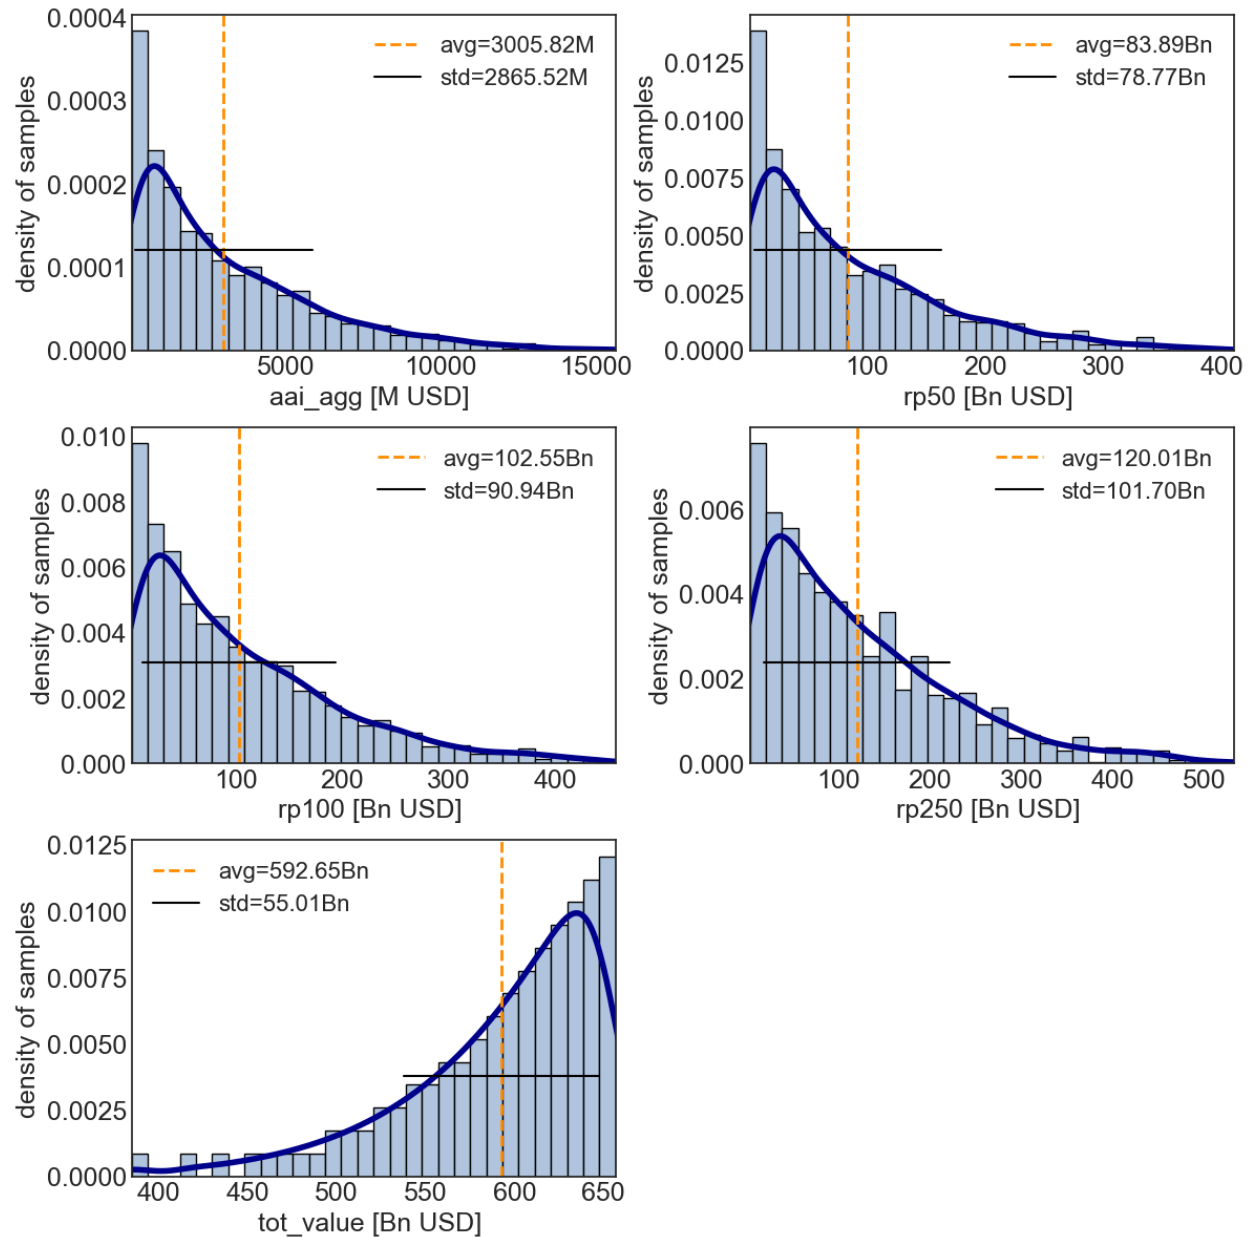 avg=3005.82M
std=2865.52M
density of samples
0.0004
0.0003
0.0002
0.0001
0.0000
5000 10000 15000
aai_agg [M USD]
avg=83.89Bn
std=78.77Bn
density of samples
0.0125
0.0100
0.0075
0.0050
0.0025
0.0000
100 200 300 400
rp50 [Bn USD]
avg=102.55Bn
std=90.94Bn
density of samples
0.010
0.008
0.006
0.004
0.002
0.000
100 200 300 400
rp100 [Bn USD]
avg=120.01Bn
std=101.70Bn
density of samples
0.006
0.004
0.002
0.000
100 200 300 400 500
rp250 [Bn USD]
avg=592.65Bn
std=55.01Bn
density of samples
0.0125
0.0100
0.0075
0.0050
0.0025
0.0000
400 450 500 550 600 650
tot_value [Bn USD]